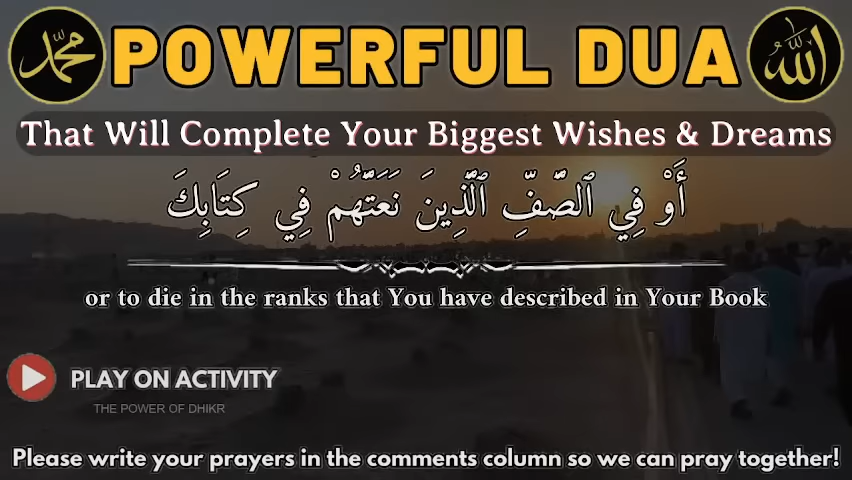 محمد
POWERFUL DUA
الله
That Will Complete Your Biggest Wishes & Dreams
أَوْ فِي ٱلصَّفِّ ٱلَّذِينَ نَعَتَّهُمْ فِي كِتَابِكَ
or to die in the ranks that You have described in Your Book
PLAY ON ACTIVITY
THE POWER OF DHIKR
Please write your prayers in the comments column so we can pray together!